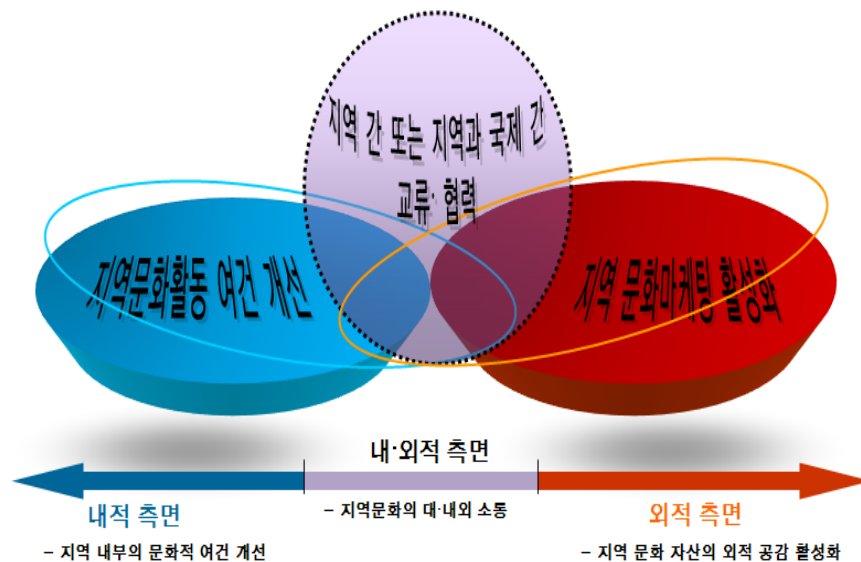 지역 간 또는 지역과 국제 간
교류· 협력
지역문화활동 여건 개선
지역 문화마케팅 활성화
내·외적 측면
– 지역문화의 대·내외 소통
내적 측면
– 지역 내부의 문화적 여건 개선
외적 측면
– 지역 문화 자산의 외적 공감 활성화